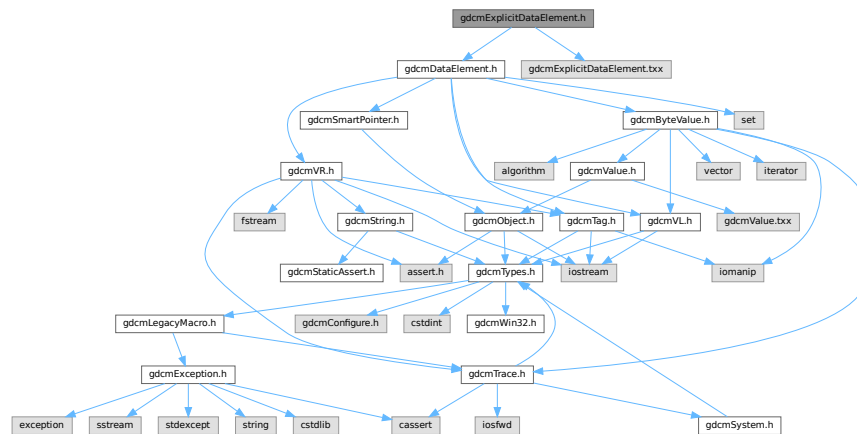 gdcmExplicitDataElement.h
gdcmDataElement.h
gdcmExplicitDataElement.txx
gdcmSmartPointer.h
gdcmByteValue.h
set
gdcmVR.h
algorithm
gdcmValue.h
vector
iterator
fstream
gdcmString.h
gdcmObject.h
gdcmTag.h
gdcmVL.h
gdcmValue.txx
gdcmStaticAssert.h
assert.h
gdcmTypes.h
iostream
iomanip
gdcmLegacyMacro.h
gdcmConfigure.h
cstdint
gdcmWin32.h
gdcmException.h
gdcmTrace.h
exception
sstream
stdexcept
string
cstdlib
cassert
iosfwd
gdcmSystem.h